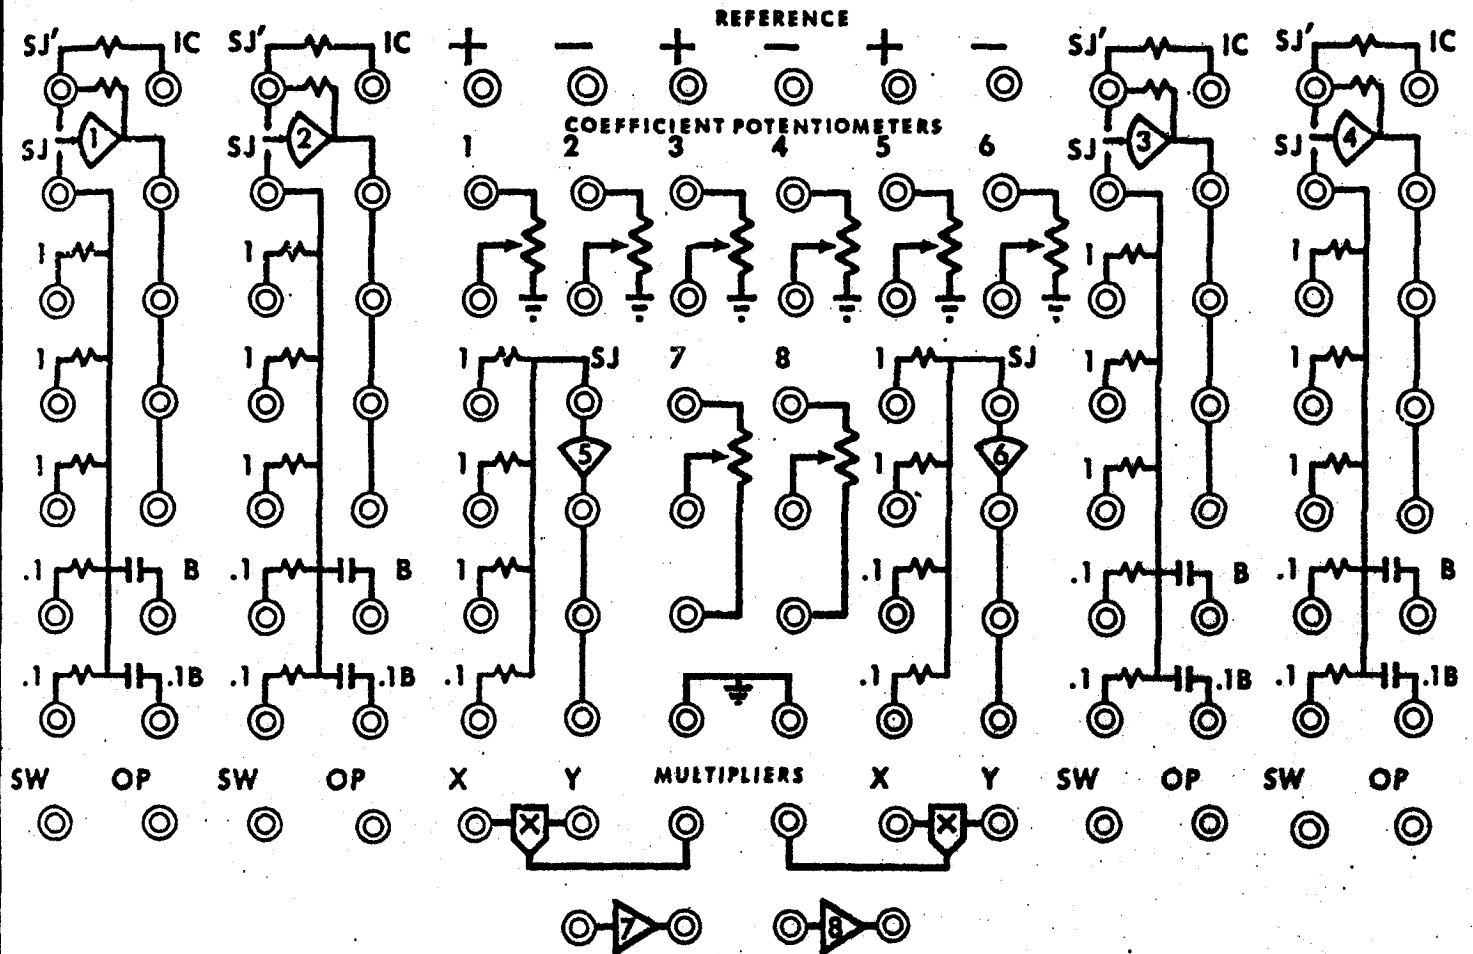 REFERENCE
SJ' IC SJ' IC + − + − + − SJ' IC SJ' IC
COEFFICIENT POTENTIOMETERS
SJ 1 SJ 2 1 2 3 4 5 6 SJ 3 SJ 4
1 1 1 1
1 1 1 SJ 7 8 1 SJ 1 1
1 1 1 5 1 6 1 1
.1 B .1 B 1 .1 .1 B .1 B
.1 .1B .1 .1B .1 .1 .1 .1B .1 .1B
SW OP SW OP X Y MULTIPLIERS X Y SW OP SW OP
X X
7 8